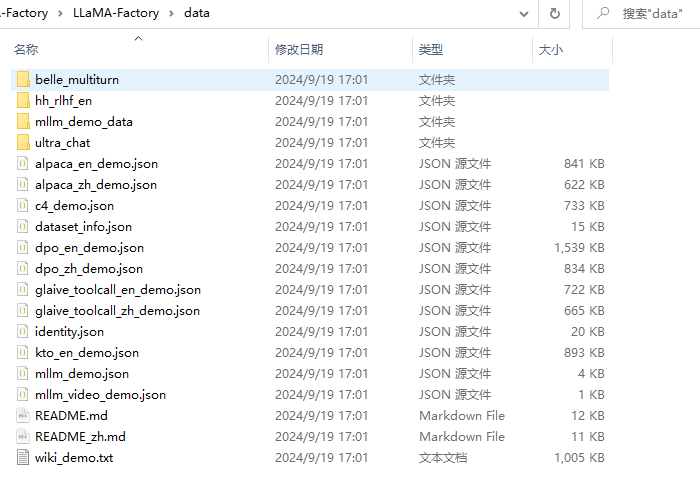 -Factory > LLaMA-Factory > data 搜索"data"
名称 修改日期 类型 大小
belle_multiturn 2024/9/19 17:01 文件夹
hh_rlhf_en 2024/9/19 17:01 文件夹
mllm_demo_data 2024/9/19 17:01 文件夹
ultra_chat 2024/9/19 17:01 文件夹
alpaca_en_demo.json 2024/9/19 17:01 JSON 源文件 841 KB
alpaca_zh_demo.json 2024/9/19 17:01 JSON 源文件 622 KB
c4_demo.json 2024/9/19 17:01 JSON 源文件 733 KB
dataset_info.json 2024/9/19 17:01 JSON 源文件 15 KB
dpo_en_demo.json 2024/9/19 17:01 JSON 源文件 1,539 KB
dpo_zh_demo.json 2024/9/19 17:01 JSON 源文件 834 KB
glaive_toolcall_en_demo.json 2024/9/19 17:01 JSON 源文件 722 KB
glaive_toolcall_zh_demo.json 2024/9/19 17:01 JSON 源文件 665 KB
identity.json 2024/9/19 17:01 JSON 源文件 20 KB
kto_en_demo.json 2024/9/19 17:01 JSON 源文件 893 KB
mllm_demo.json 2024/9/19 17:01 JSON 源文件 4 KB
mllm_video_demo.json 2024/9/19 17:01 JSON 源文件 1 KB
README.md 2024/9/19 17:01 Markdown File 12 KB
README_zh.md 2024/9/19 17:01 Markdown File 11 KB
wiki_demo.txt 2024/9/19 17:01 文本文档 1,005 KB